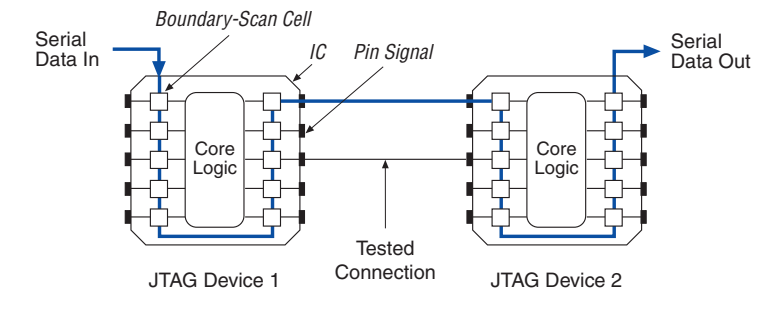 Boundary-Scan Cell
Serial
Data In
IC
Pin Signal
Serial
Data Out
Core
Logic
Core
Logic
Tested
Connection
JTAG Device 1
JTAG Device 2